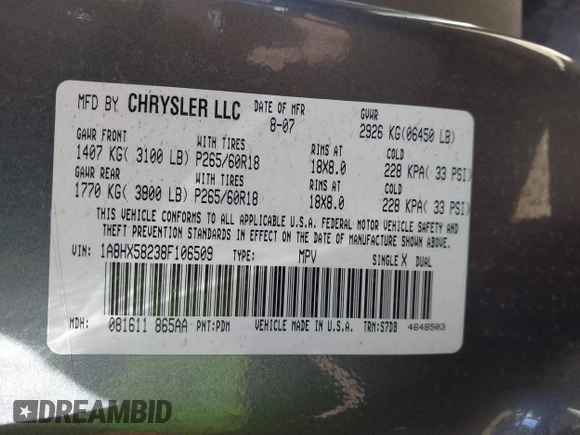 MFD BY CHRYSLER LLC DATE OF MFR GVWR
8-07 2926 KG(06450 LB)
GAWR FRONT WITH TIRES RIMS AT COLD
1407 KG( 3100 LB) P265/60R18 18X8.0 228 KPA( 33 PSI)
GAWR REAR WITH TIRES RIMS AT COLD
1770 KG( 3900 LB) P265/60R18 18X8.0 228 KPA( 33 PSI)
THIS VEHICLE CONFORMS TO ALL APPLICABLE U.S.A. FEDERAL MOTOR VEHICLE SAFETY AND
THEFT PREVENTION STANDARDS IN EFFECT ON THE DATE OF MANUFACTURE SHOWN ABOVE.
VIN: 1A8HX58238F106509 TYPE: MPV SINGLE X DUAL
MDH: 081611 865AA PNT:PDM VEHICLE MADE IN U.S.A. TRM:S7DB 4648503
DREAMBID